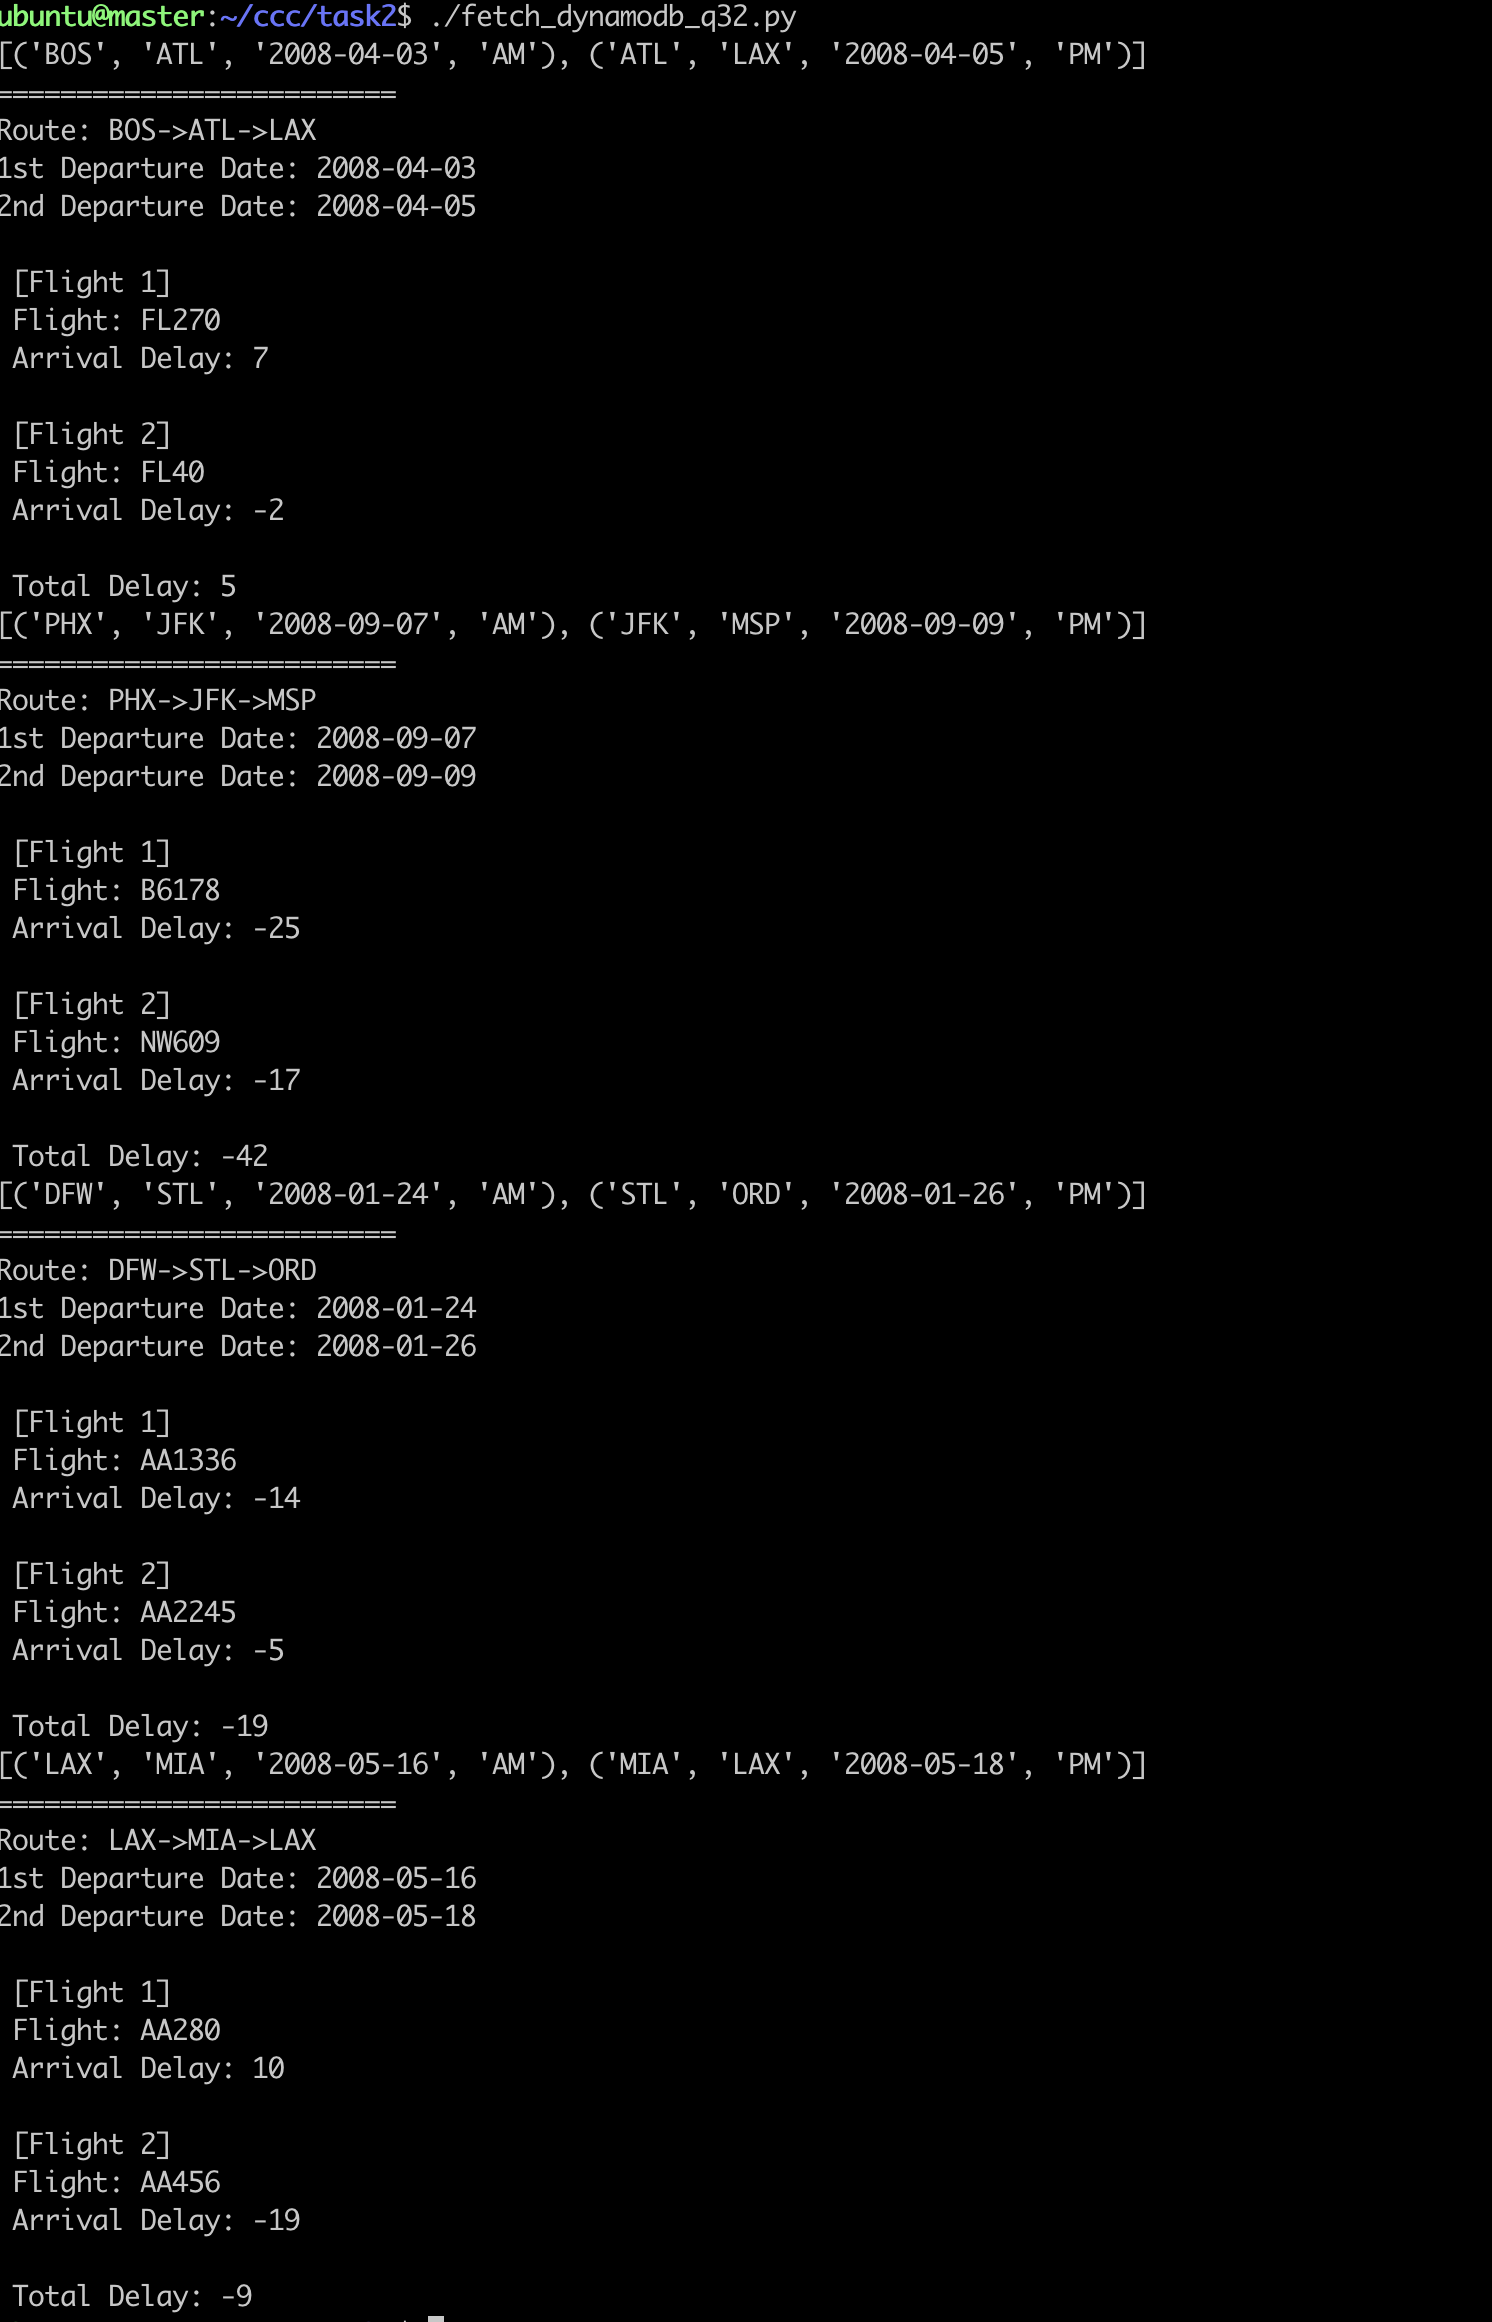 ubuntu@master:~/ccc/task2$ ./fetch_dynamodb_q32.py
[('BOS', 'ATL', '2008-04-03', 'AM'), ('ATL', 'LAX', '2008-04-05', 'PM')]
=========================
Route: BOS->ATL->LAX
1st Departure Date: 2008-04-03
2nd Departure Date: 2008-04-05
[Flight 1]
Flight: FL270
Arrival Delay: 7
[Flight 2]
Flight: FL40
Arrival Delay: -2
Total Delay: 5
[('PHX', 'JFK', '2008-09-07', 'AM'), ('JFK', 'MSP', '2008-09-09', 'PM')]
=========================
Route: PHX->JFK->MSP
1st Departure Date: 2008-09-07
2nd Departure Date: 2008-09-09
[Flight 1]
Flight: B6178
Arrival Delay: -25
[Flight 2]
Flight: NW609
Arrival Delay: -17
Total Delay: -42
[('DFW', 'STL', '2008-01-24', 'AM'), ('STL', 'ORD', '2008-01-26', 'PM')]
=========================
Route: DFW->STL->ORD
1st Departure Date: 2008-01-24
2nd Departure Date: 2008-01-26
[Flight 1]
Flight: AA1336
Arrival Delay: -14
[Flight 2]
Flight: AA2245
Arrival Delay: -5
Total Delay: -19
[('LAX', 'MIA', '2008-05-16', 'AM'), ('MIA', 'LAX', '2008-05-18', 'PM')]
=========================
Route: LAX->MIA->LAX
1st Departure Date: 2008-05-16
2nd Departure Date: 2008-05-18
[Flight 1]
Flight: AA280
Arrival Delay: 10
[Flight 2]
Flight: AA456
Arrival Delay: -19
Total Delay: -9